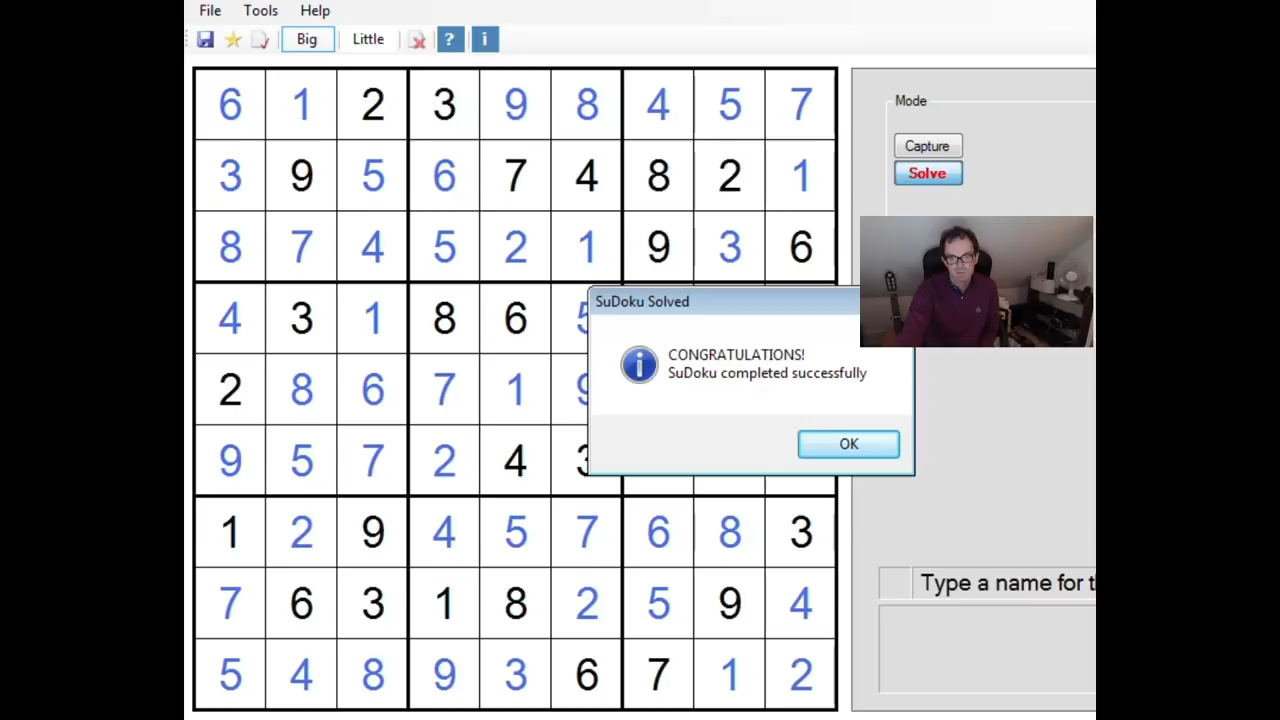 File Tools Help
Big Little ? i
6 1 2 3 9 8 4 5 7
3 9 5 6 7 4 8 2 1
8 7 4 5 2 1 9 3 6
4 3 1 8 6
2 8 6 7 1
9 5 7 2 4
1 2 9 4 5 7 6 8 3
7 6 3 1 8 2 5 9 4
5 4 8 9 3 6 7 1 2
SuDoku Solved
CONGRATULATIONS!
SuDoku completed successfully
OK
Mode
Capture
Solve
Type a name for